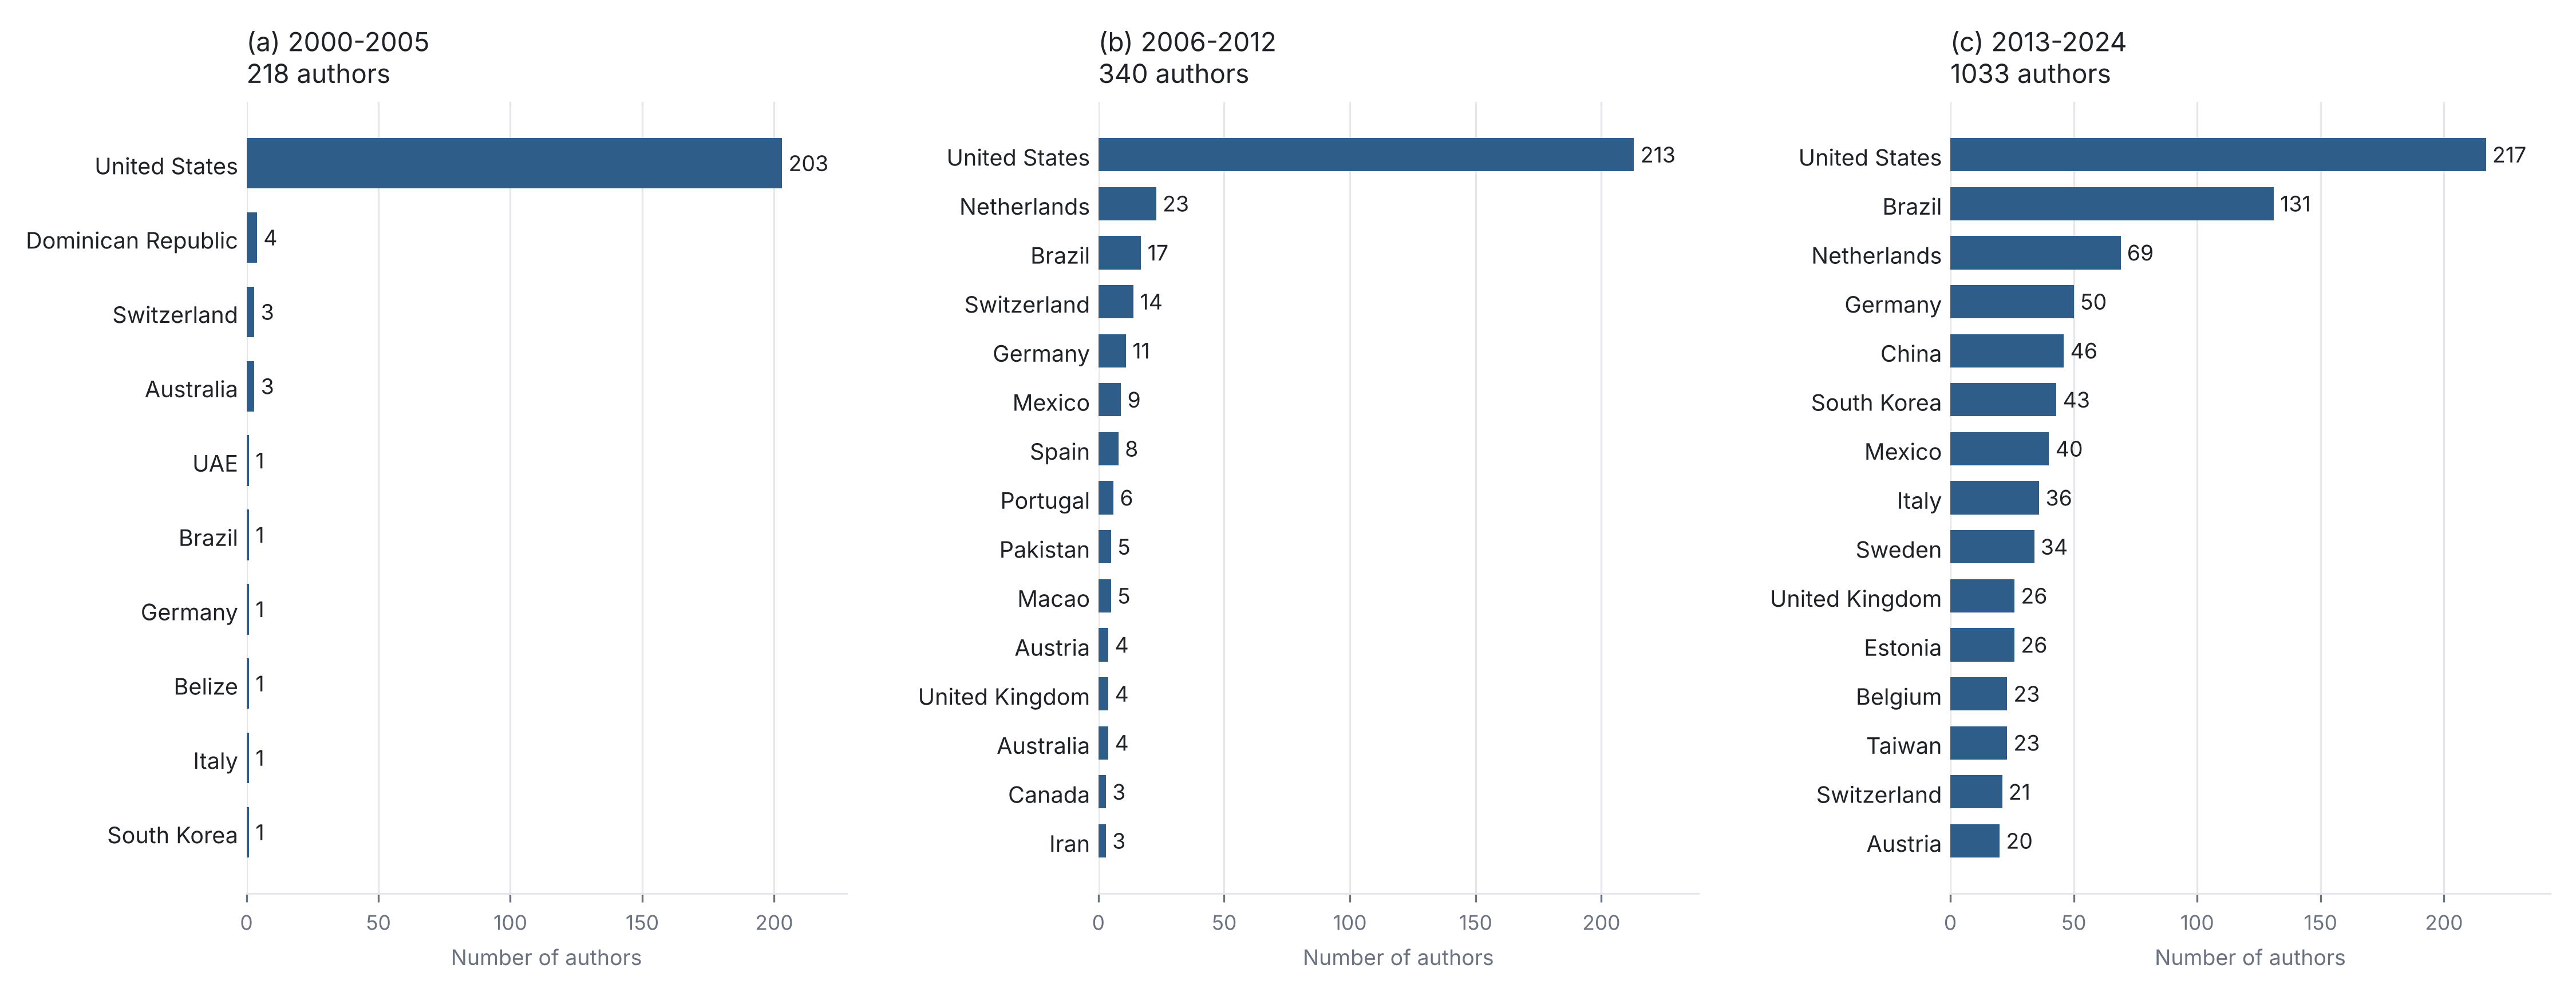 (a) 2000-2005
218 authors
United States 203
Dominican Republic 4
Switzerland 3
Australia 3
UAE 1
Brazil 1
Germany 1
Belize 1
Italy 1
South Korea 1
0 50 100 150 200
Number of authors
(b) 2006-2012
340 authors
United States 213
Netherlands 23
Brazil 17
Switzerland 14
Germany 11
Mexico 9
Spain 8
Portugal 6
Pakistan 5
Macao 5
Austria 4
United Kingdom 4
Australia 4
Canada 3
Iran 3
0 50 100 150 200
Number of authors
(c) 2013-2024
1033 authors
United States 217
Brazil 131
Netherlands 69
Germany 50
China 46
South Korea 43
Mexico 40
Italy 36
Sweden 34
United Kingdom 26
Estonia 26
Belgium 23
Taiwan 23
Switzerland 21
Austria 20
0 50 100 150 200
Number of authors